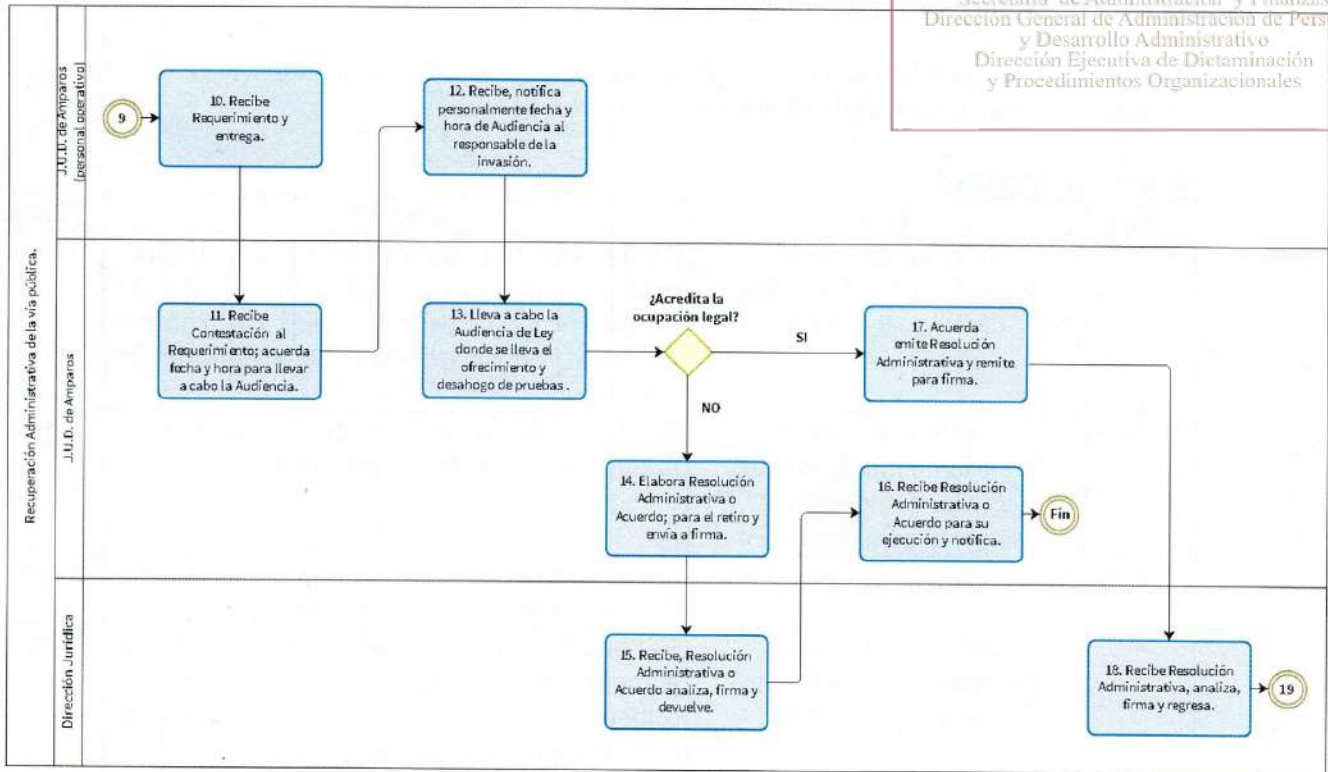 Secretaría de Administración y Finanzas
Dirección General de Administración de
y Desarrollo Administrativo
Dirección Ejecutiva de Dictaminación
y Procedimientos Organizacionales
Recuperación Administrativa de la vía pública.
J.U.D. de Amparos
(personal operativo)
9
10. Recibe
Requerimiento y
entrega.
12. Recibe, notifica
personalmente fecha y
hora de Audiencia al
responsable de la
invasión.
J.U.D. de Amparos
11. Recibe
Contestación al
Requerimiento; acuerda
fecha y hora para llevar
a cabo la Audiencia.
13. Lleva a cabo la
Audiencia de Ley
donde se lleva el
ofrecimiento y
desahogo de pruebas .
¿Acredita la
ocupación legal?
SI
17. Acuerda
emite Resolución
Administrativa y remite
para firma.
NO
14. Elabora Resolución
Administrativa o
Acuerdo; para el retiro y
envía a firma.
16. Recibe Resolución
Administrativa o
Acuerdo para su
ejecución y notifica.
Fin
Dirección Jurídica
15. Recibe, Resolución
Administrativa o
Acuerdo analiza, firma y
devuelve.
18. Recibe Resolución
Administrativa, analiza,
firma y regresa.
19